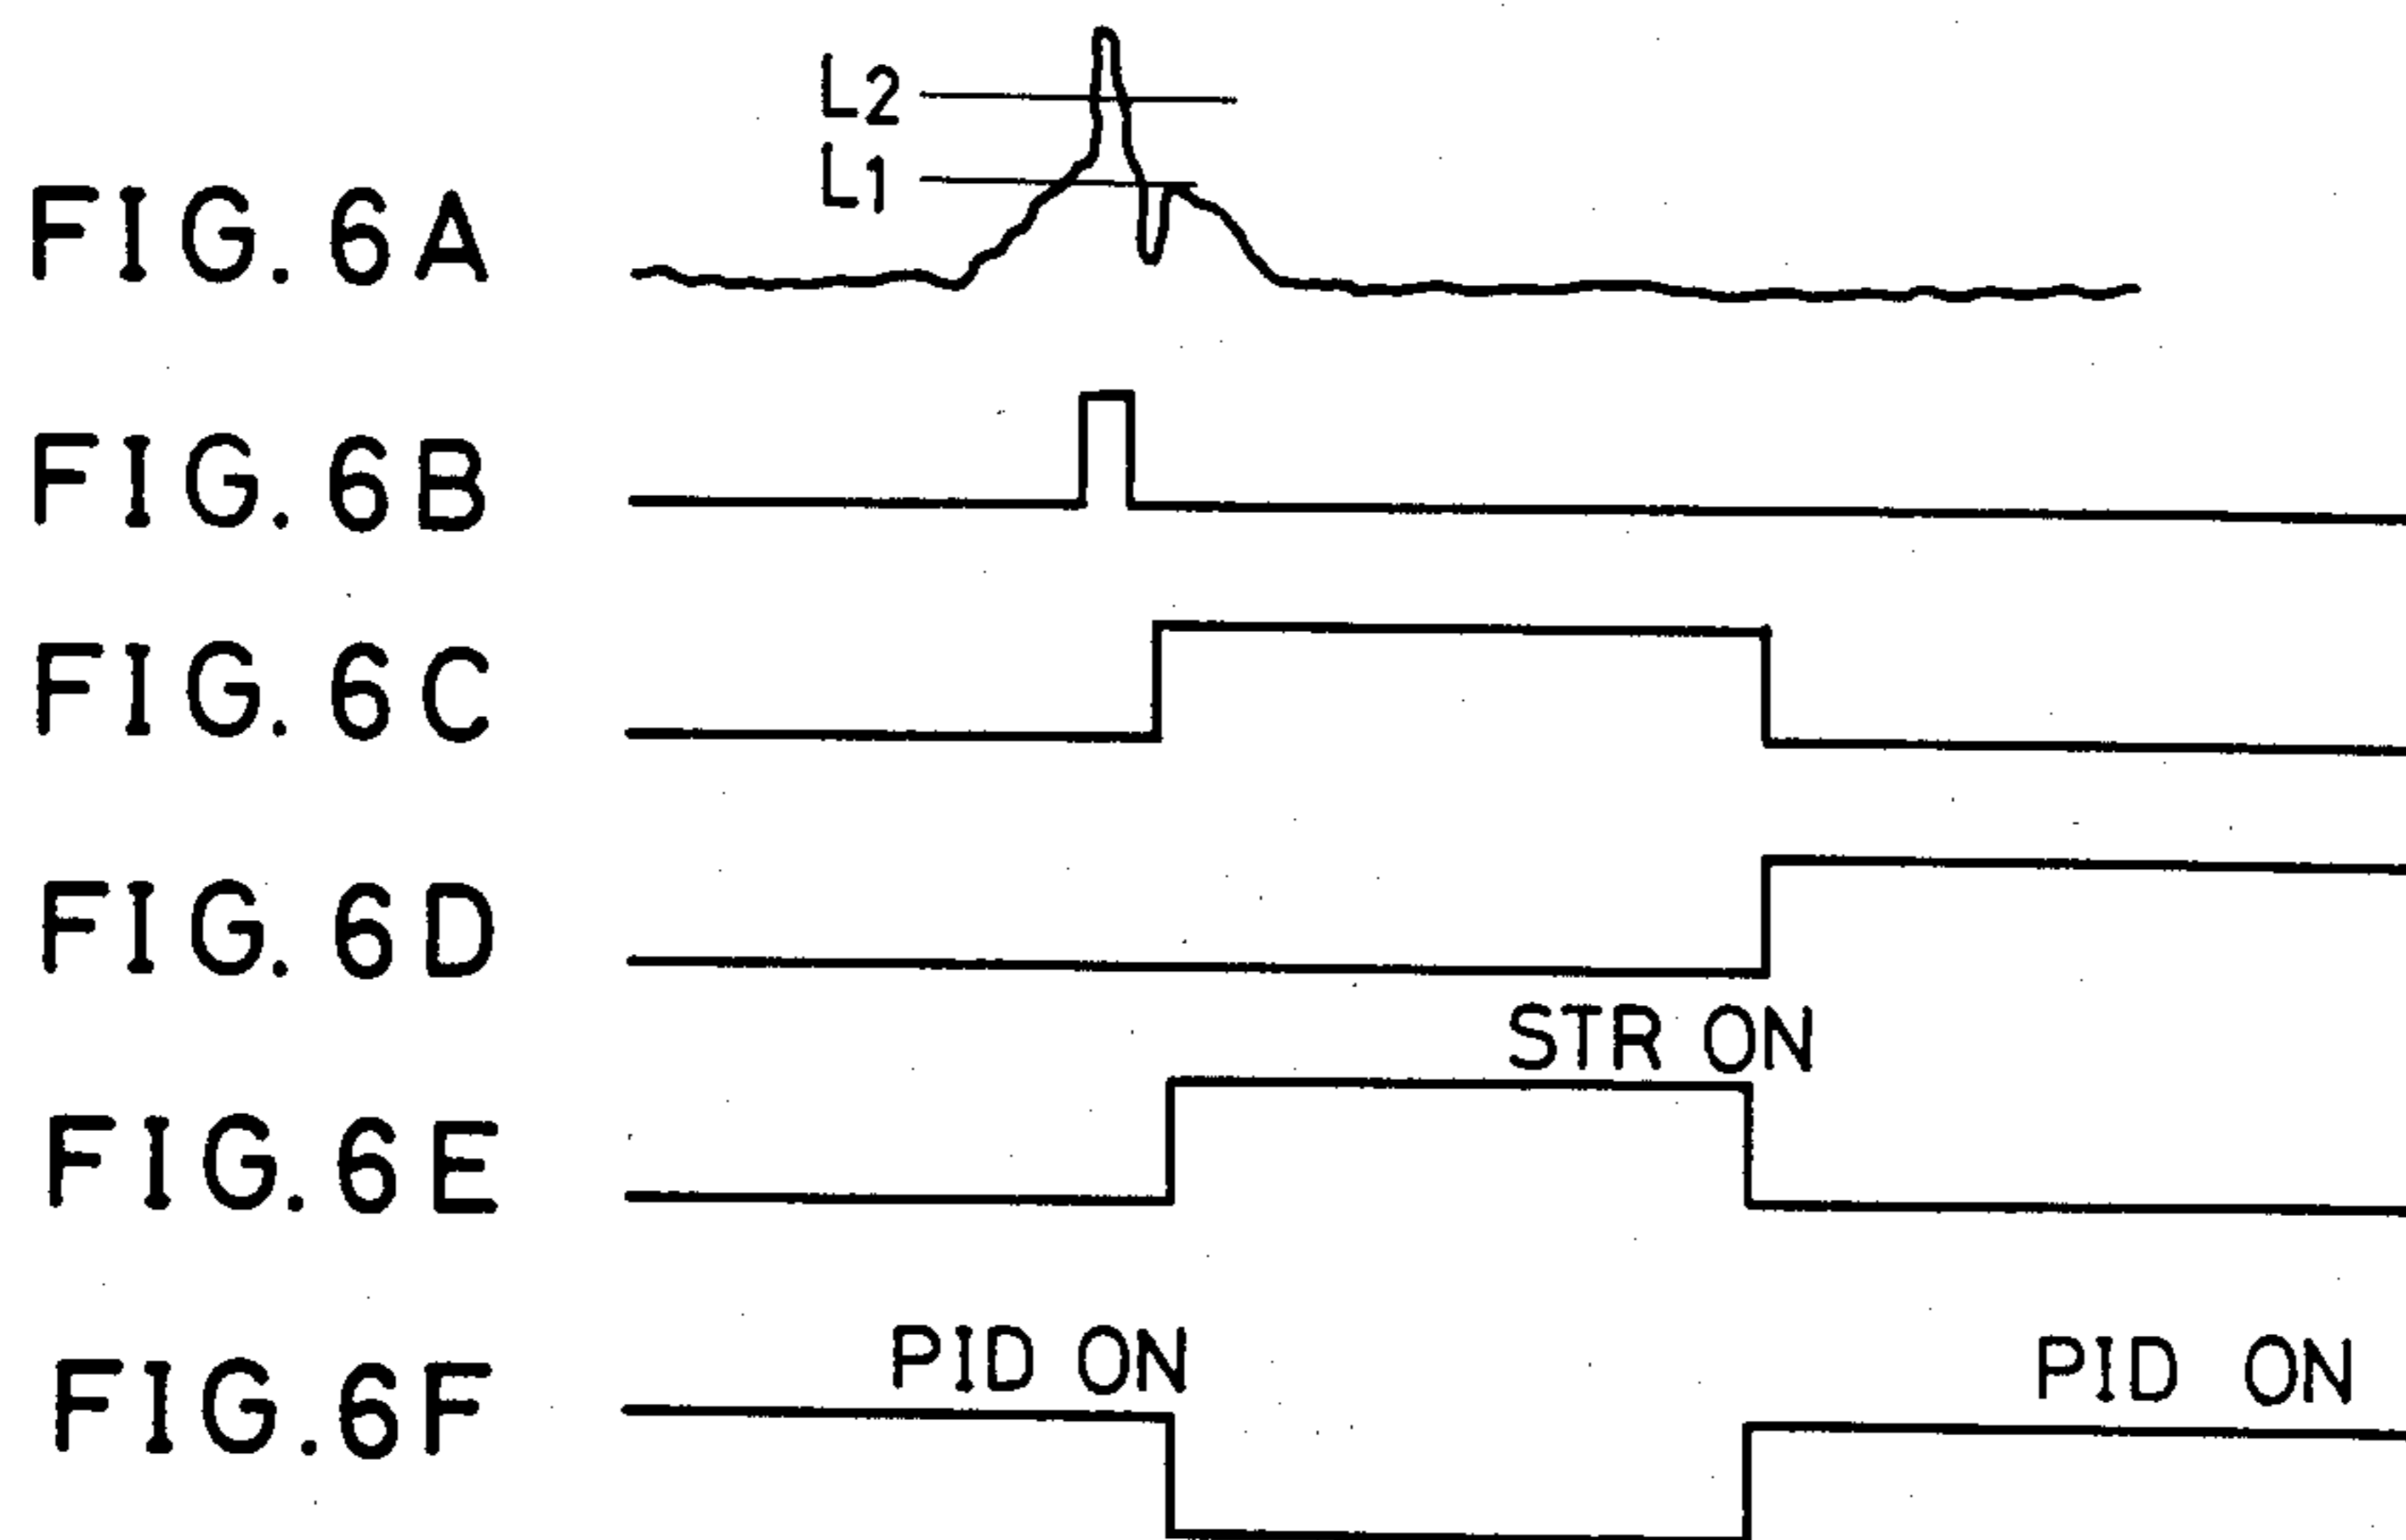 L2
L1
FIG. 6A
FIG. 6B
FIG. 6C
FIG. 6D
STR ON
FIG. 6E
PID ON PID ON
FIG. 6F